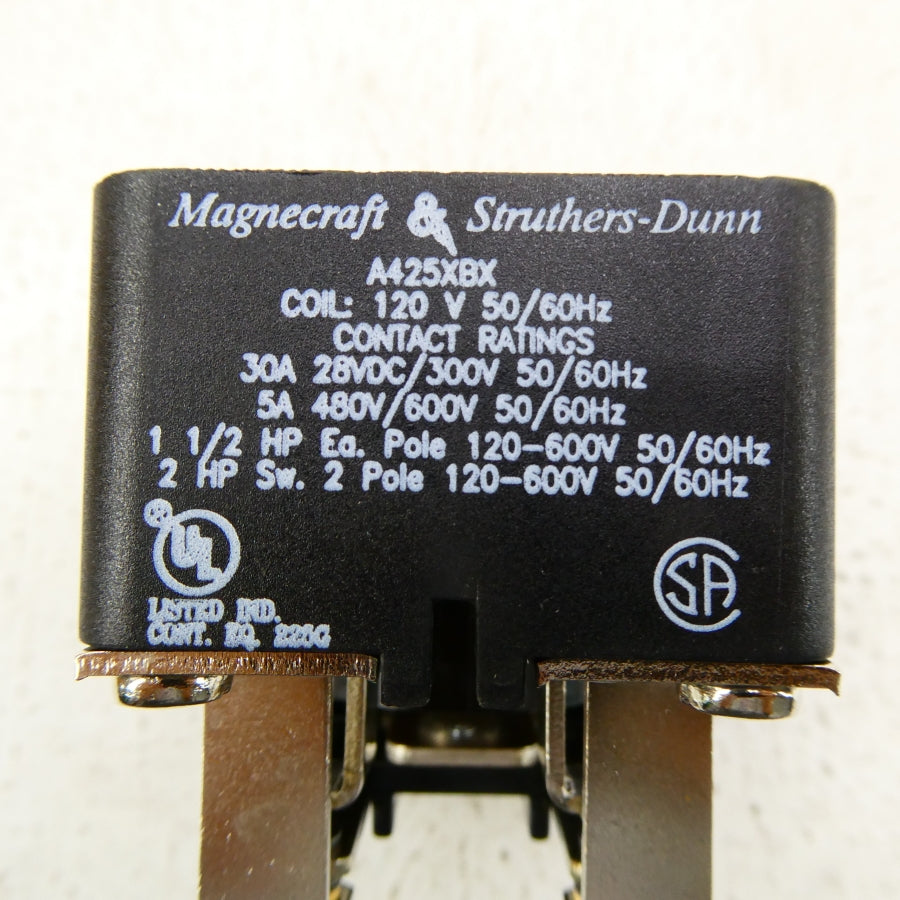 Magnecraft & Struthers-Dunn
A425XBX
COIL: 120 V 50/60Hz
CONTACT RATINGS
30A 28VDC/300V 50/60Hz
5A 480V/600V 50/60Hz
1 1/2 HP Ea. Pole 120-600V 50/60Hz
2 HP Sw. 2 Pole 120-600V 50/60Hz
® UL
LISTED IND.
CONT. EQ.
SA